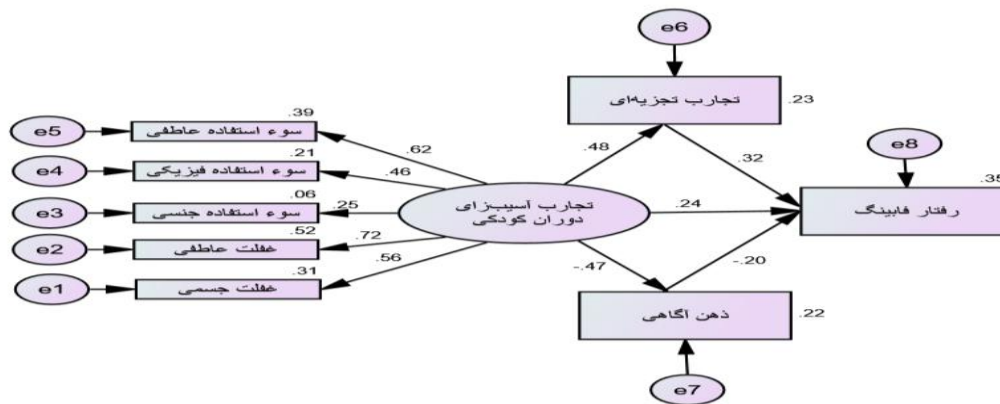 e6
تجارب تجزیه‌ای
.23
e5
سوء استفاده عاطفی
.39
.62
.48
.32
e8
e4
سوء استفاده فیزیکی
.21
.46
.35
e3
سوء استفاده جنسی
.06
.25
تجارب آسیب‌زای
دوران کودکی
.24
رفتار فابینگ
e2
غفلت عاطفی
.52
.72
-.47
-.20
e1
غفلت جسمی
.31
.56
ذهن آگاهی
.22
e7